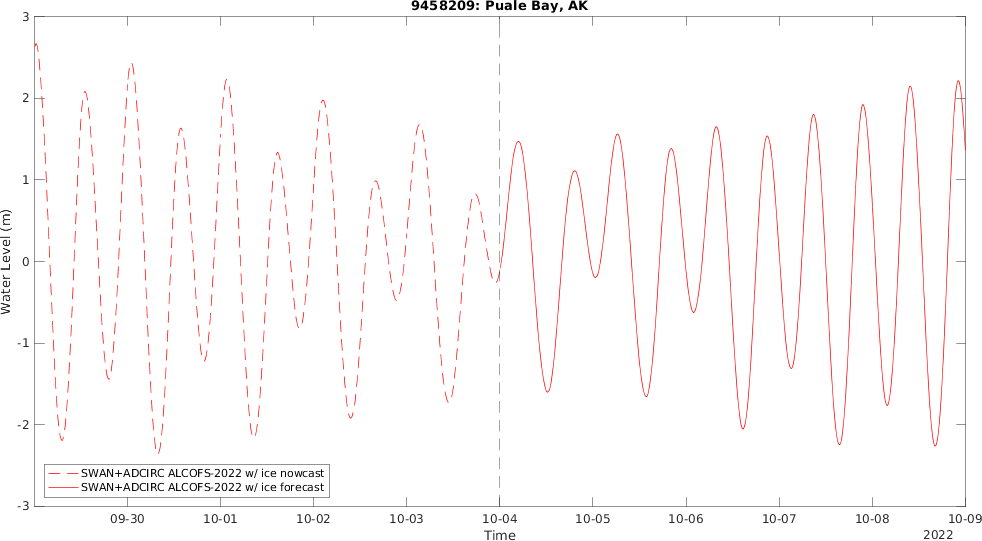 9458209: Puale Bay, AK
3
2
1
0
-1
-2
-3
Water Level (m)
SWAN+ADCIRC ALCOFS-2022 w/ ice nowcast
SWAN+ADCIRC ALCOFS-2022 w/ ice forecast
09-30 10-01 10-02 10-03 10-04 10-05 10-06 10-07 10-08 10-09
Time
2022